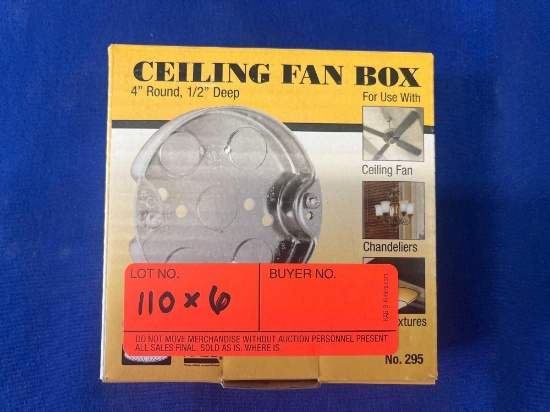 CEILING FAN BOX
4" Round, 1/2" Deep
For Use With
Ceiling Fan
Chandeliers
LOT NO.
BUYER NO.
110 x 6
DO NOT MOVE MERCHANDISE WITHOUT AUCTION PERSONNEL PRESENT
ALL SALES FINAL. SOLD AS IS. WHERE IS.
No. 295